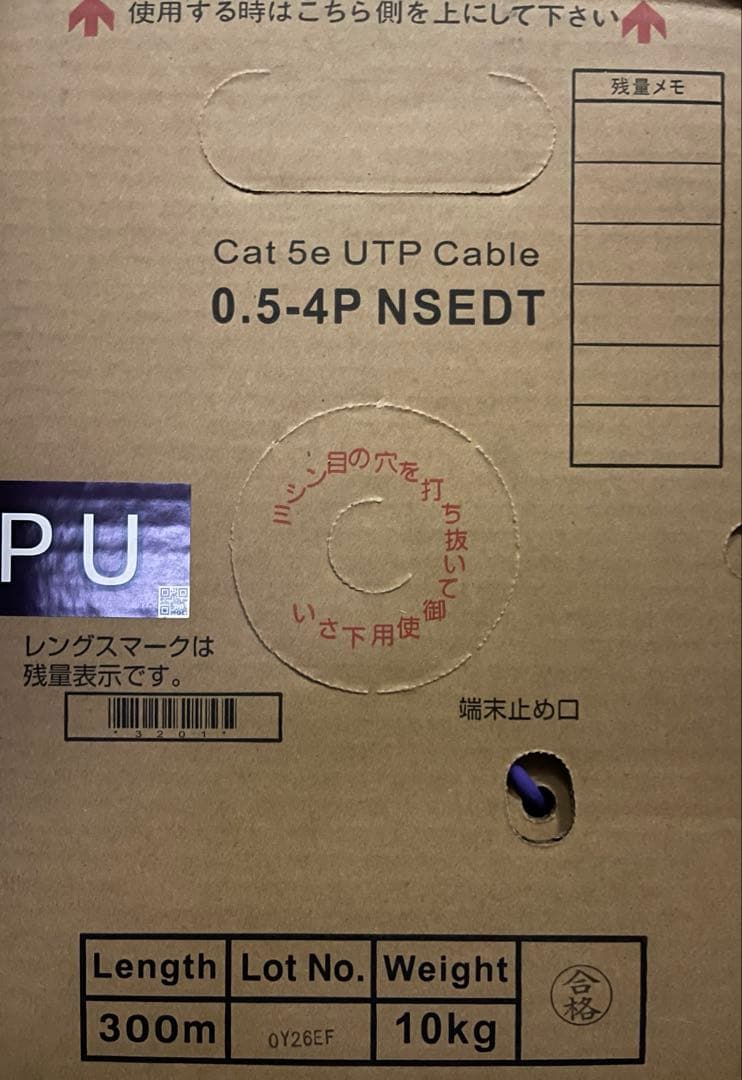 使用する時はこちら側を上にして下さい
残量メモ
Cat 5e UTP Cable
0.5-4P NSEDT
ミシン目の穴を打ち抜いて御使用下さい
PU
レングスマークは
残量表示です。
*3201*
端末止め口
Length Lot No. Weight
合格
300m 0Y26EF 10kg